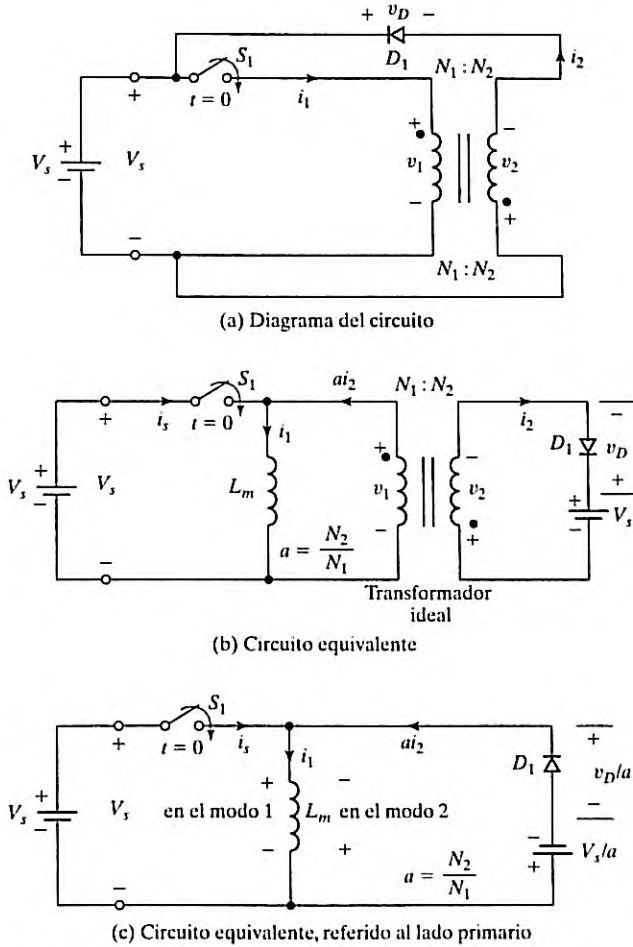 + v_D −
D_1
S_1
N_1 : N_2
i_2
+
t = 0
i_1
V_s
+
−
V_s
+
v_1
−
−
v_2
+
−
N_1 : N_2
(a) Diagrama del circuito
S_1
ai_2
N_1 : N_2
+
i_s
t = 0
i_1
i_2
−
D_1
v_D
+
V_s
+
−
V_s
L_m
+
v_1
−
−
v_2
+
+
−
V_s
−
a = N_2
N_1
Transformador
ideal
(b) Circuito equivalente
S_1
+
t = 0
i_s
ai_2
i_1
+
D_1
v_D/a
−
V_s
+
−
V_s
en el modo 1
+
−
L_m
−
+
en el modo 2
−
+
V_s/a
−
a = N_2
N_1
(c) Circuito equivalente, referido al lado primario